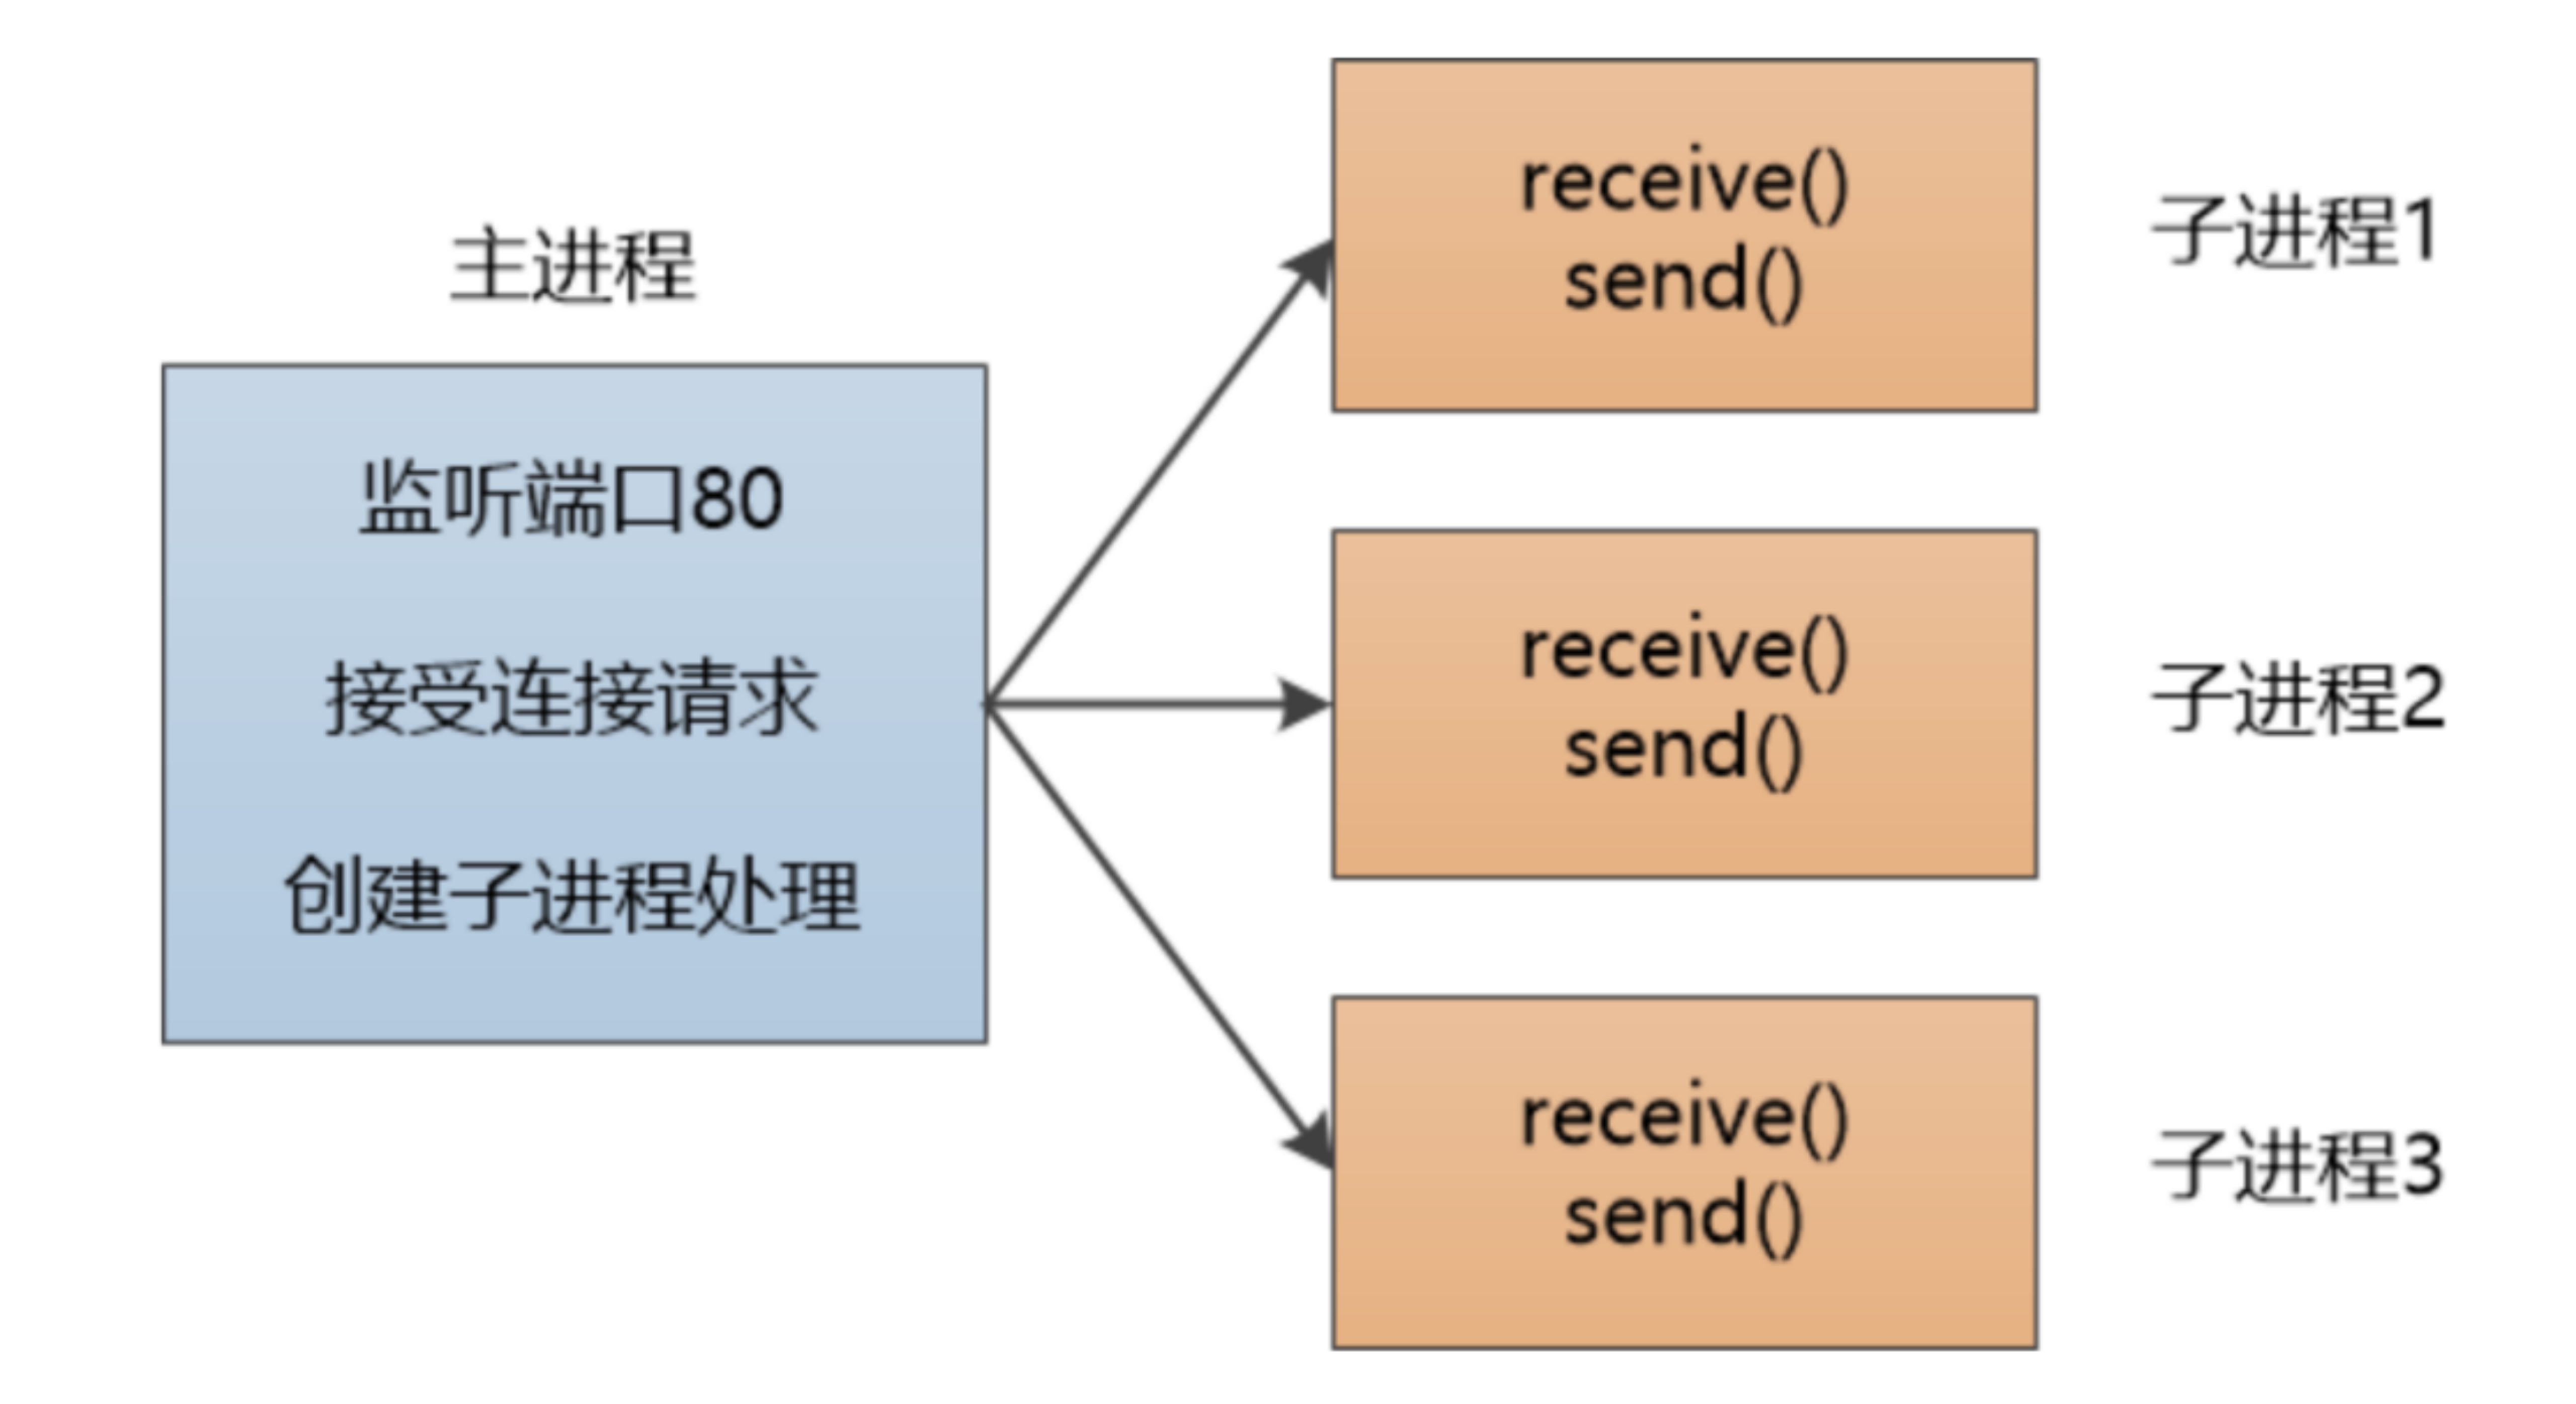 主进程
监听端口80
接受连接请求
创建子进程处理
receive()
send()
子进程1
receive()
send()
子进程2
receive()
send()
子进程3